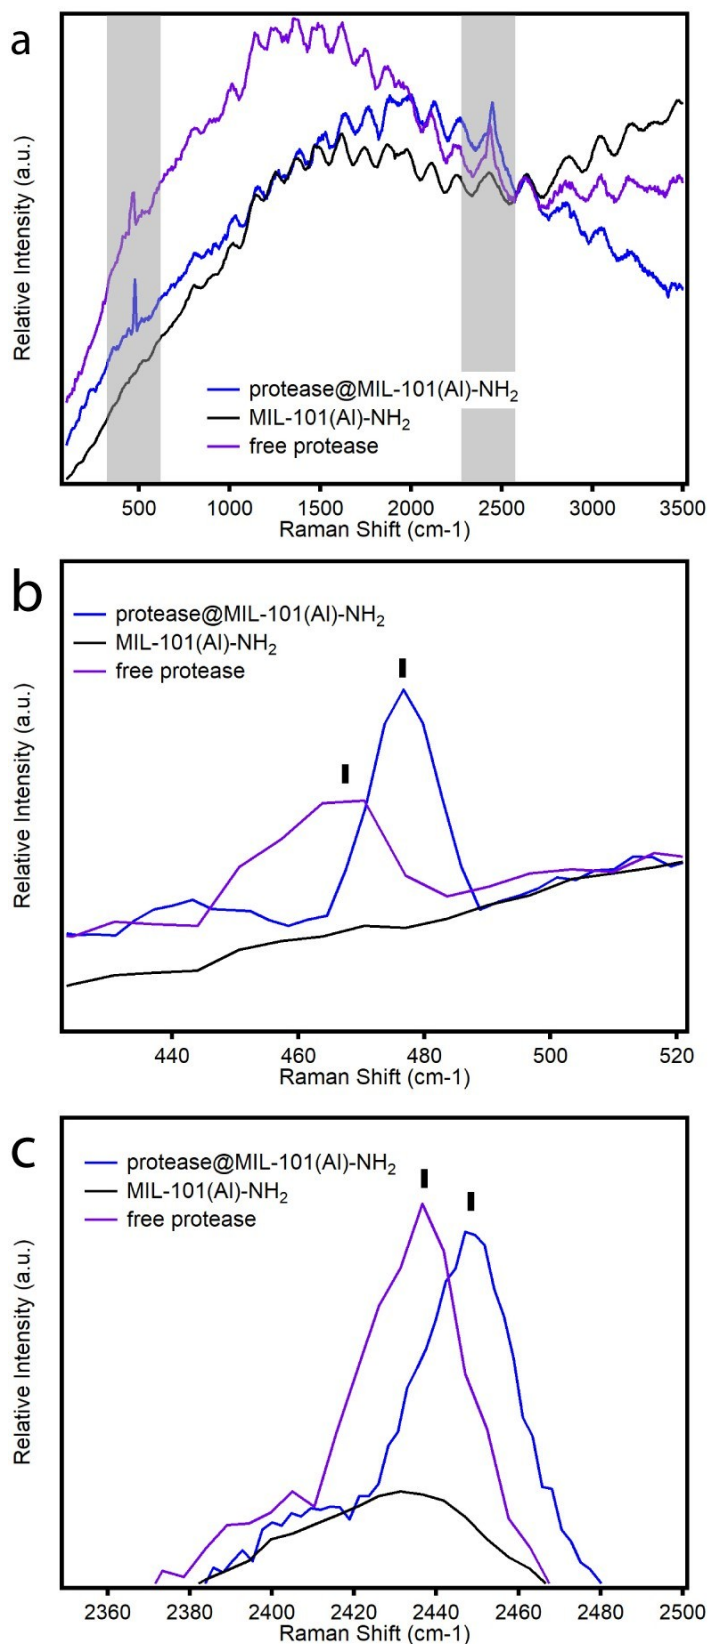 a
Relative Intensity (a.u.)
protease@MIL-101(Al)-NH₂
MIL-101(Al)-NH₂
free protease
500 1000 1500 2000 2500 3000 3500
Raman Shift (cm-1)
b
protease@MIL-101(Al)-NH₂
MIL-101(Al)-NH₂
free protease
Relative Intensity (a.u.)
440 460 480 500 520
Raman Shift (cm-1)
c
protease@MIL-101(Al)-NH₂
MIL-101(Al)-NH₂
free protease
Relative Intensity (a.u.)
2360 2380 2400 2420 2440 2460 2480 2500
Raman Shift (cm-1)